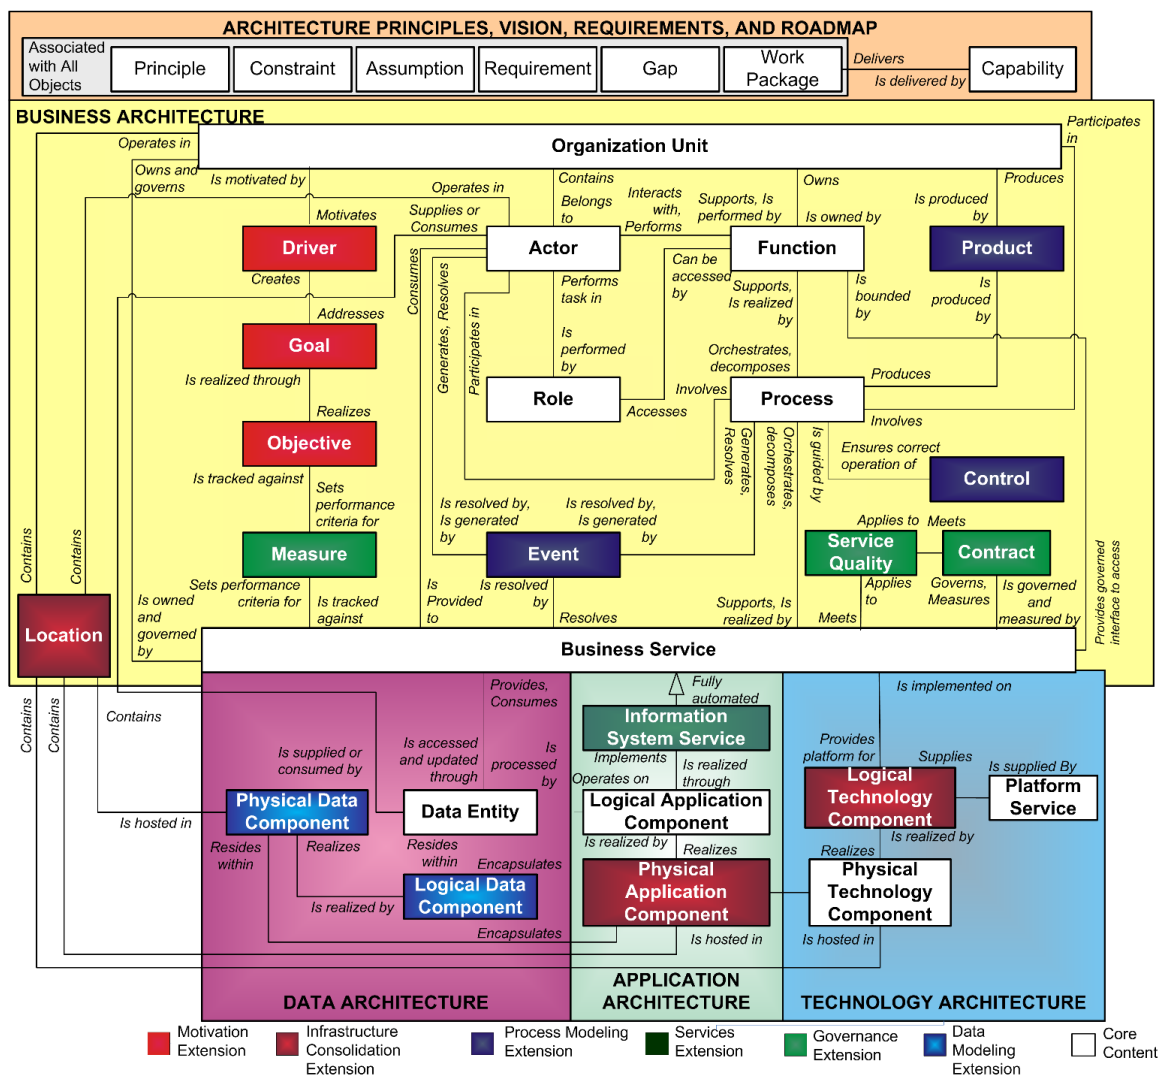 ARCHITECTURE PRINCIPLES, VISION, REQUIREMENTS, AND ROADMAP
Associated
with All
Objects
Principle
Constraint
Assumption
Requirement
Gap
Work
Package
Delivers
Is delivered by
Capability
BUSINESS ARCHITECTURE
Participates
in
Operates in
Organization Unit
Owns and
governs
Is motivated by
Operates in
Contains
Belongs
to
Interacts
with,
Performs
Supports, Is
performed by
Owns
Is owned by
Produces
Is produced
by
Motivates
Supplies or
Consumes
Driver
Actor
Function
Product
Creates
Consumes
Generates, Resolves
Participates in
Performs
task in
Can be
accessed
by
Supports,
Is realized
by
Is
bounded
by
Is
produced
by
Addresses
Goal
Is realized through
Is
performed
by
Orchestrates,
decomposes
Produces
Realizes
Role
Accesses
Involves
Process
Involves
Objective
Is tracked against
Sets
performance
criteria for
Generates,
Resolves
Orchestrates,
decomposes
Is guided by
Ensures correct
operation of
Control
Is resolved by,
Is generated
by
Is resolved by,
Is generated
by
Applies to
Meets
Measure
Event
Service
Quality
Contract
Contains
Contains
Provides governed
interface to access
Sets performance
criteria for
Is tracked
against
Is
Provided
to
Is resolved
by
Resolves
Supports, Is
realized by
Applies
to
Meets
Governs,
Measures
Is governed
and
measured by
Location
Is owned
and
governed
by
Business Service
Contains
Contains
Contains
Provides,
Consumes
Fully
automated
Is implemented on
Information
System Service
Is supplied or
consumed by
Is accessed
and updated
through
Is
processed
by
Implements
Operates on
Is realized
through
Provides
platform for
Supplies
Is supplied By
Logical
Technology
Component
Platform
Service
Physical Data
Component
Data Entity
Logical Application
Component
Is hosted in
Resides
within
Realizes
Resides
within
Encapsulates
Is realized by
Realizes
Is realized by
Realizes
Logical Data
Component
Physical
Application
Component
Physical
Technology
Component
Is realized by
Encapsulates
Is hosted in
Is hosted in
DATA ARCHITECTURE
APPLICATION
ARCHITECTURE
TECHNOLOGY ARCHITECTURE
Motivation
Extension
Infrastructure
Consolidation
Extension
Process Modeling
Extension
Services
Extension
Governance
Extension
Data
Modeling
Extension
Core
Content